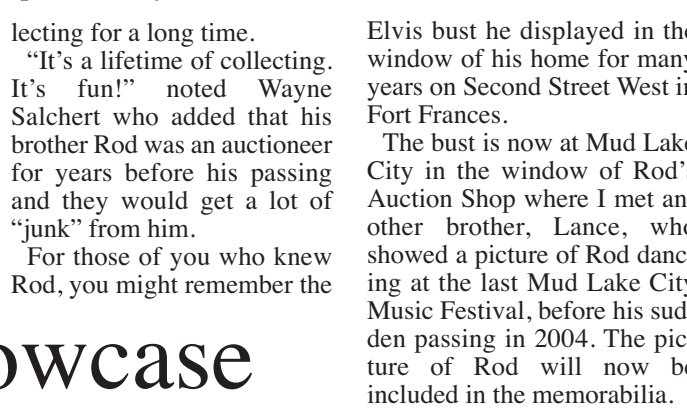 lecting for a long time.
“It’s a lifetime of collecting.
It’s fun!” noted Wayne
Salchert who added that his
brother Rod was an auctioneer
for years before his passing
and they would get a lot of
“junk” from him.
For those of you who knew
Rod, you might remember the
Elvis bust he displayed in the
window of his home for many
years on Second Street West in
Fort Frances.
The bust is now at Mud Lake
City in the window of Rod’s
Auction Shop where I met an
other brother, Lance, who
showed a picture of Rod danc
ing at the last Mud Lake City
Music Festival, before his sud
den passing in 2004. The pic
ture of Rod will now be
included in the memorabilia.
owcase